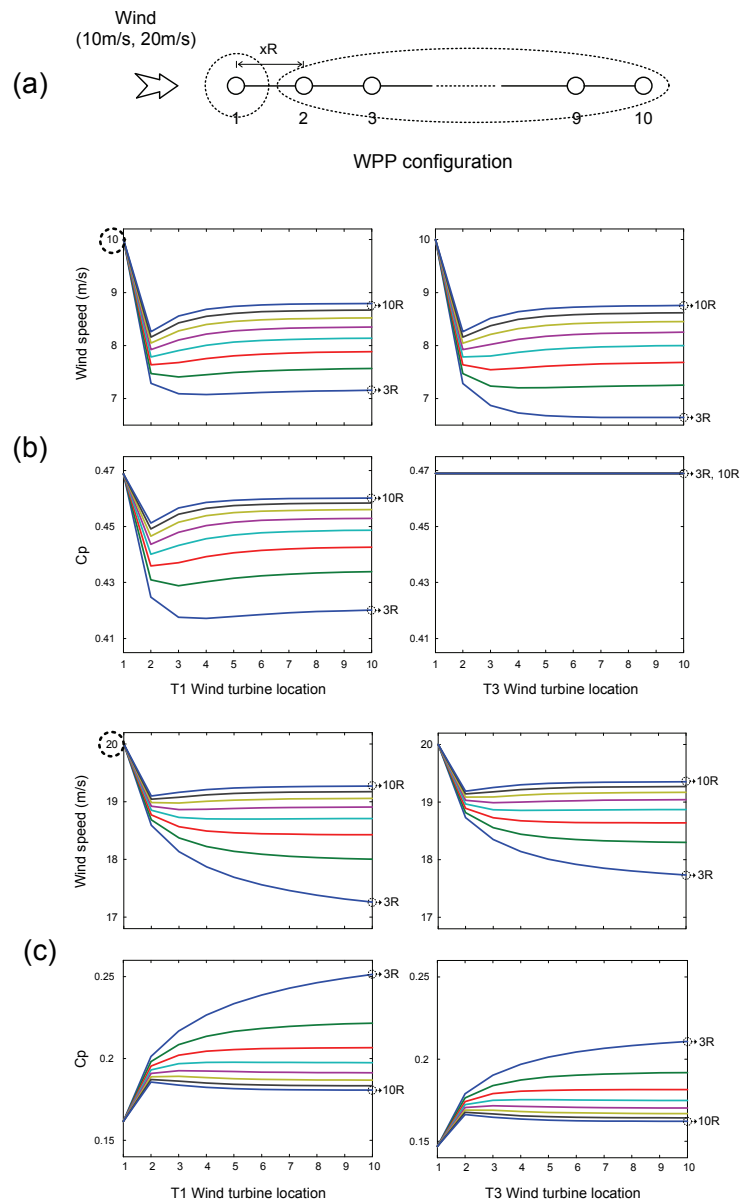 Wind
(10m/s, 20m/s)
xR
(a)
1 2 3 9 10
WPP configuration
10
9
8
7
Wind speed (m/s)
10R
3R
10R
3R
(b)
0.47
0.45
0.43
0.41
Cp
10R
3R
1 2 3 4 5 6 7 8 9 10
T1 Wind turbine location
0.47
0.45
0.43
0.41
3R, 10R
1 2 3 4 5 6 7 8 9 10
T3 Wind turbine location
20
19
18
17
Wind speed (m/s)
10R
3R
20
19
18
17
10R
3R
(c)
0.25
0.2
0.15
Cp
3R
10R
1 2 3 4 5 6 7 8 9 10
T1 Wind turbine location
0.25
0.2
0.15
3R
10R
1 2 3 4 5 6 7 8 9 10
T3 Wind turbine location